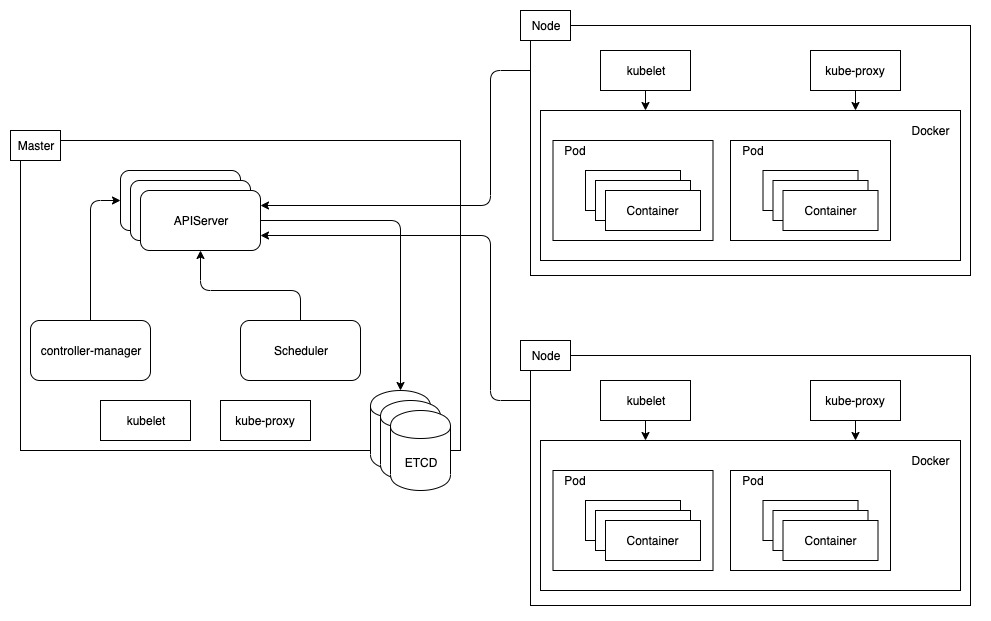 Master
APIServer
controller-manager
Scheduler
kubelet
kube-proxy
ETCD
Node
kubelet
kube-proxy
Docker
Pod
Container
Pod
Container
Node
kubelet
kube-proxy
Docker
Pod
Container
Pod
Container